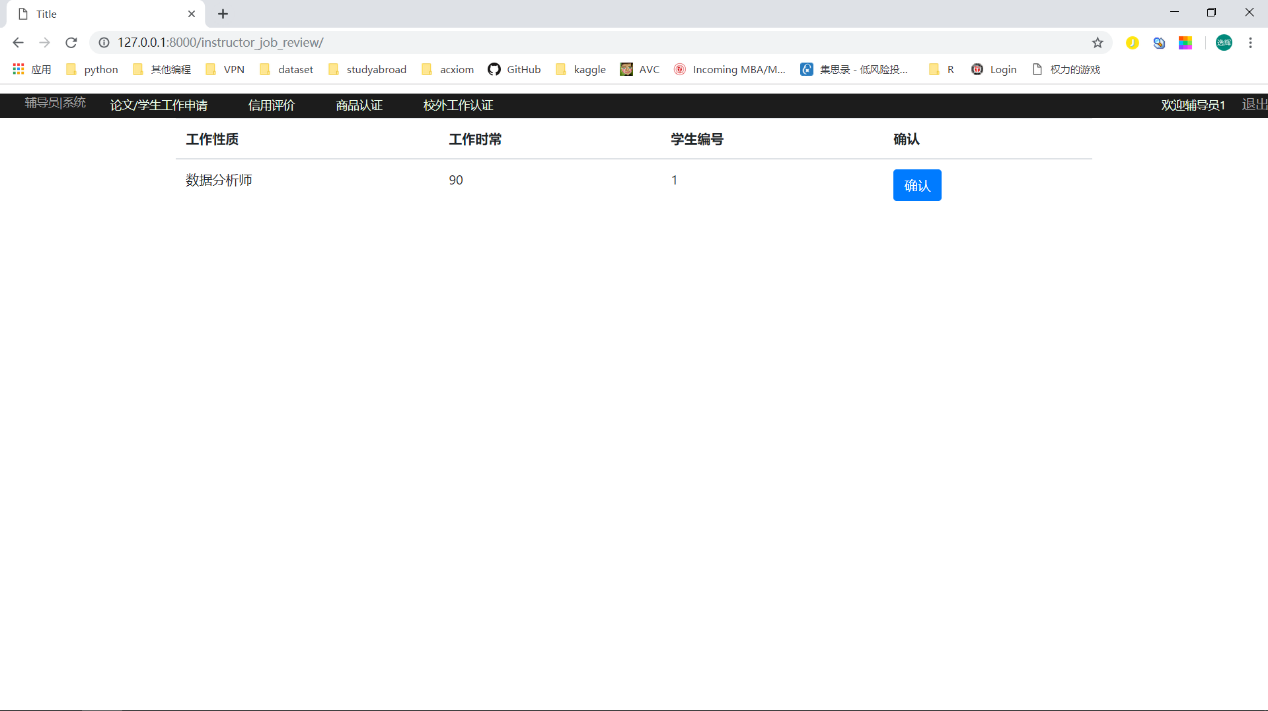 Title
127.0.0.1:8000/instructor_job_review/
应用 python 其他编程 VPN dataset studyabroad acxiom GitHub kaggle AVC Incoming MBA/M... 集思录 - 低风险投... R Login 权力的游戏
辅导员|系统 论文/学生工作申请 信用评价 商品认证 校外工作认证 欢迎辅导员1 退出
工作性质 工作时常 学生编号 确认
数据分析师 90 1 确认